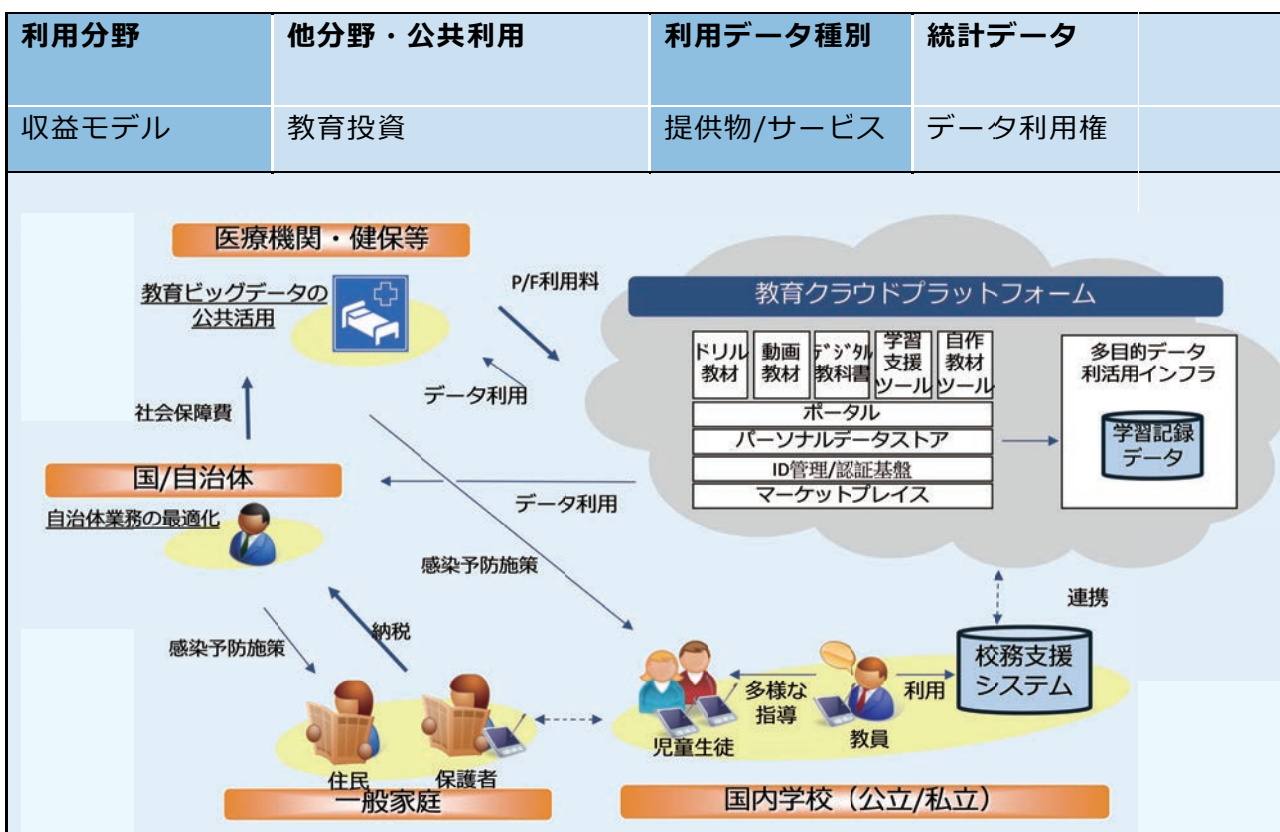 利用分野 他分野・公共利用 利用データ種別 統計データ
収益モデル 教育投資 提供物/サービス データ利用権
医療機関・健保等
教育ビッグデータの
公共活用
P/F利用料
データ利用
社会保障費
国/自治体
自治体業務の最適化
データ利用
感染予防施策
感染予防施策
納税
教育クラウドプラットフォーム
ドリル
教材
動画
教材
デジタル
教科書
学習
支援
ツール
自作
教材
ツール
ポータル
パーソナルデータストア
ID管理/認証基盤
マーケットプレイス
多目的データ
利活用インフラ
学習記録
データ
連携
校務支援
システム
多様な
指導
利用
児童生徒
教員
住民
保護者
一般家庭
国内学校（公立/私立）